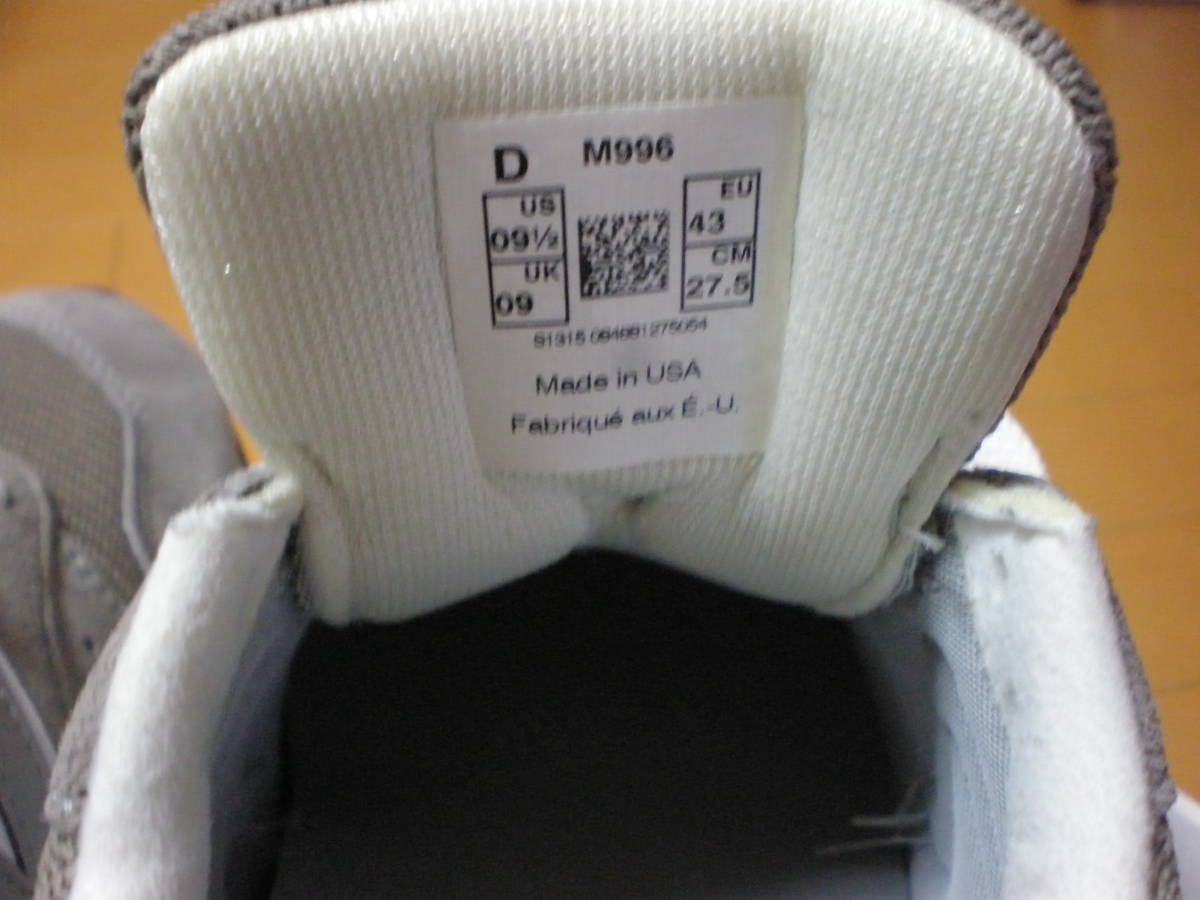 D M996
US
09½
UK
09
EU
43
CM
27.5
Made in USA
Fabriqué aux É.-U.